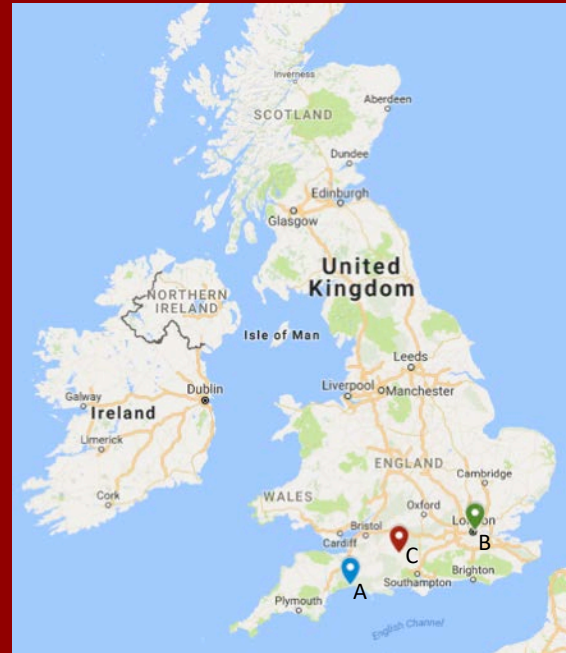 Inverness
Aberdeen
SCOTLAND
Dundee
Edinburgh
Glasgow
United
Kingdom
NORTHERN
IRELAND
Isle of Man
Leeds
Dublin
Liverpool
Manchester
Galway
Ireland
Limerick
ENGLAND
Cambridge
Cork
WALES
Oxford
London
Bristol
Cardiff
B
C
Brighton
Southampton
A
Plymouth
English Channel